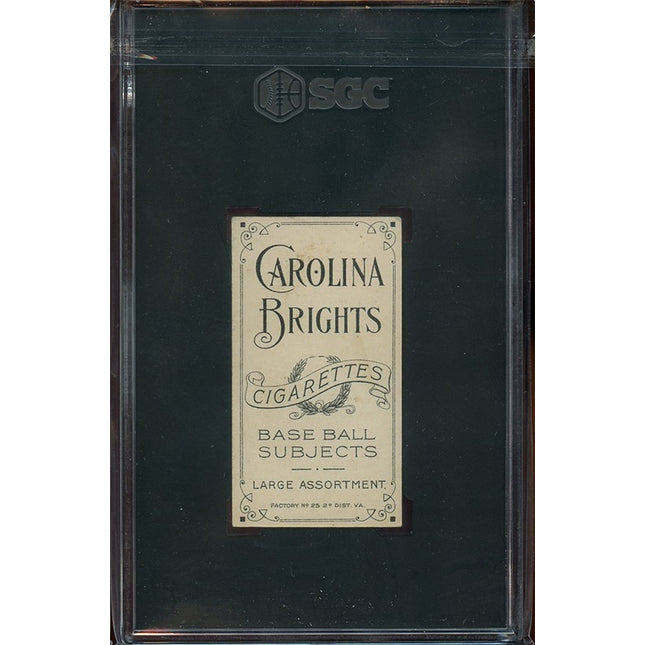 SGC
CAROLINA
BRIGHTS
CIGARETTES
BASE BALL
SUBJECTS
LARGE ASSORTMENT.
FACTORY Nº 25 2ᴰ DIST. VA.